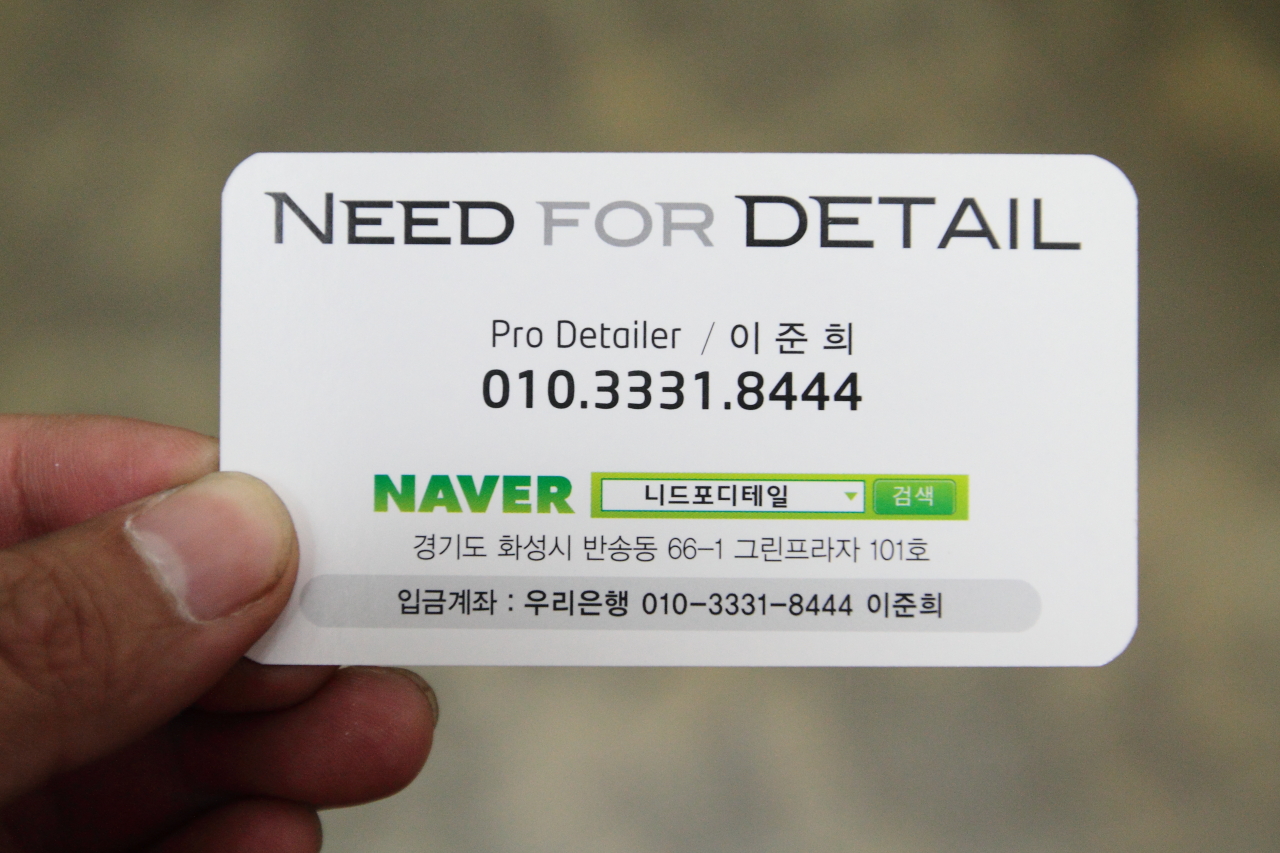 NEED FOR DETAIL
Pro Detailer / 이 준 희
010.3331.8444
NAVER 니드포디테일 검색
경기도 화성시 반송동 66-1 그린프라자 101호
입금계좌 : 우리은행 010-3331-8444 이준희